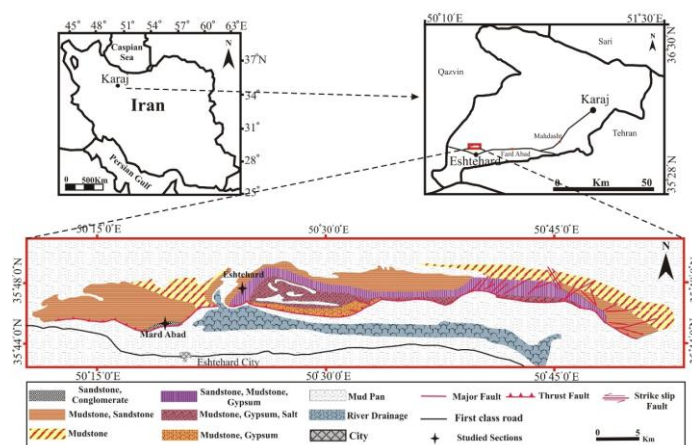 45°E 48° 51° 54° 57° 60° 63°E
Caspian
Sea
N
37°N
Karaj
Iran
34°
31°
28°
25°
Persian Gulf
0 500Km
50°10'
51°30'
36°30'
N
Sari
Qazvin
Karaj
Mahdasht
Tehran
Fard Abad
Eshtehard
Km
0 50
35°28'
50°15'0"E 50°30'0"E 50°45'0"E
N
Eshtehard
35°48'0"N
Mard Abad
35°44'0"N
Eshtehard City
50°15'0"E 50°30'0"E 50°45'0"E
Sandstone,
Conglomerate
Sandstone, Mudstone,
Gypsum
Mud Pan
Major Fault
Thrust Fault
Strike slip
Fault
Mudstone, Sandstone
Mudstone, Gypsum, Salt
River Drainage
First class road
Mudstone
Mudstone, Gypsum
City
Studied Sections
Km
0 5